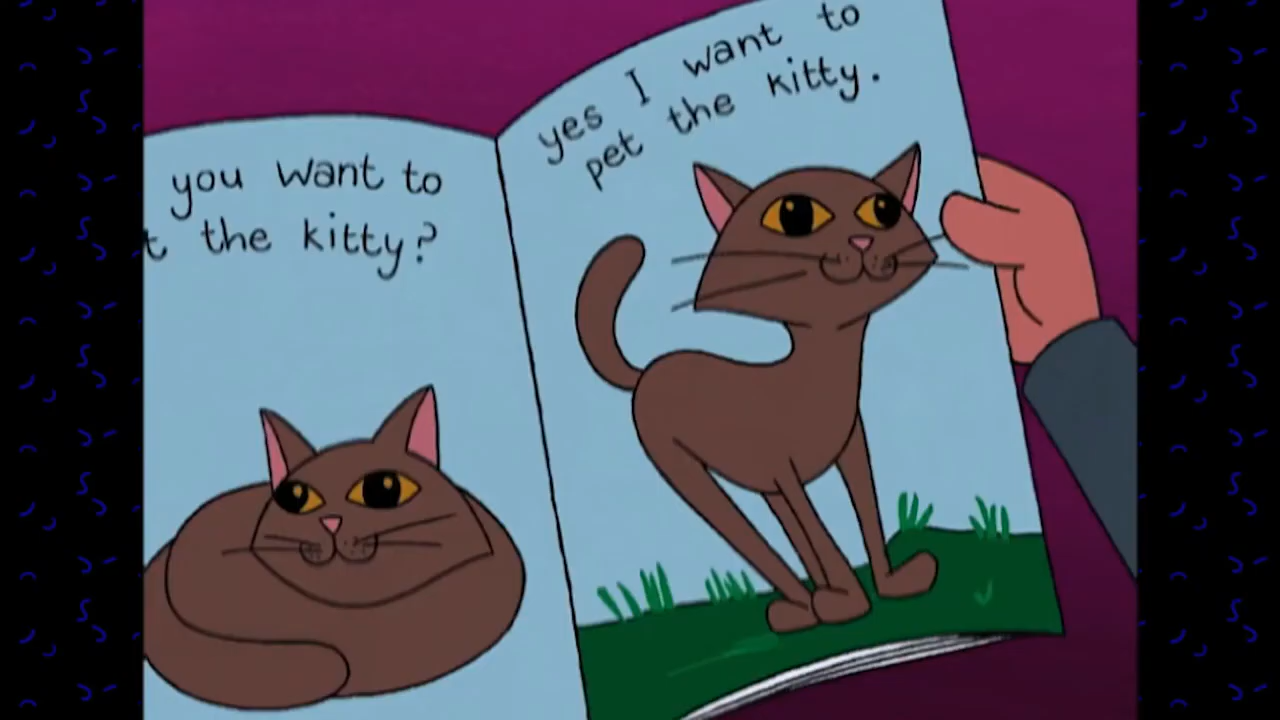 you want to
t the kitty?
yes I want to
pet the kitty.